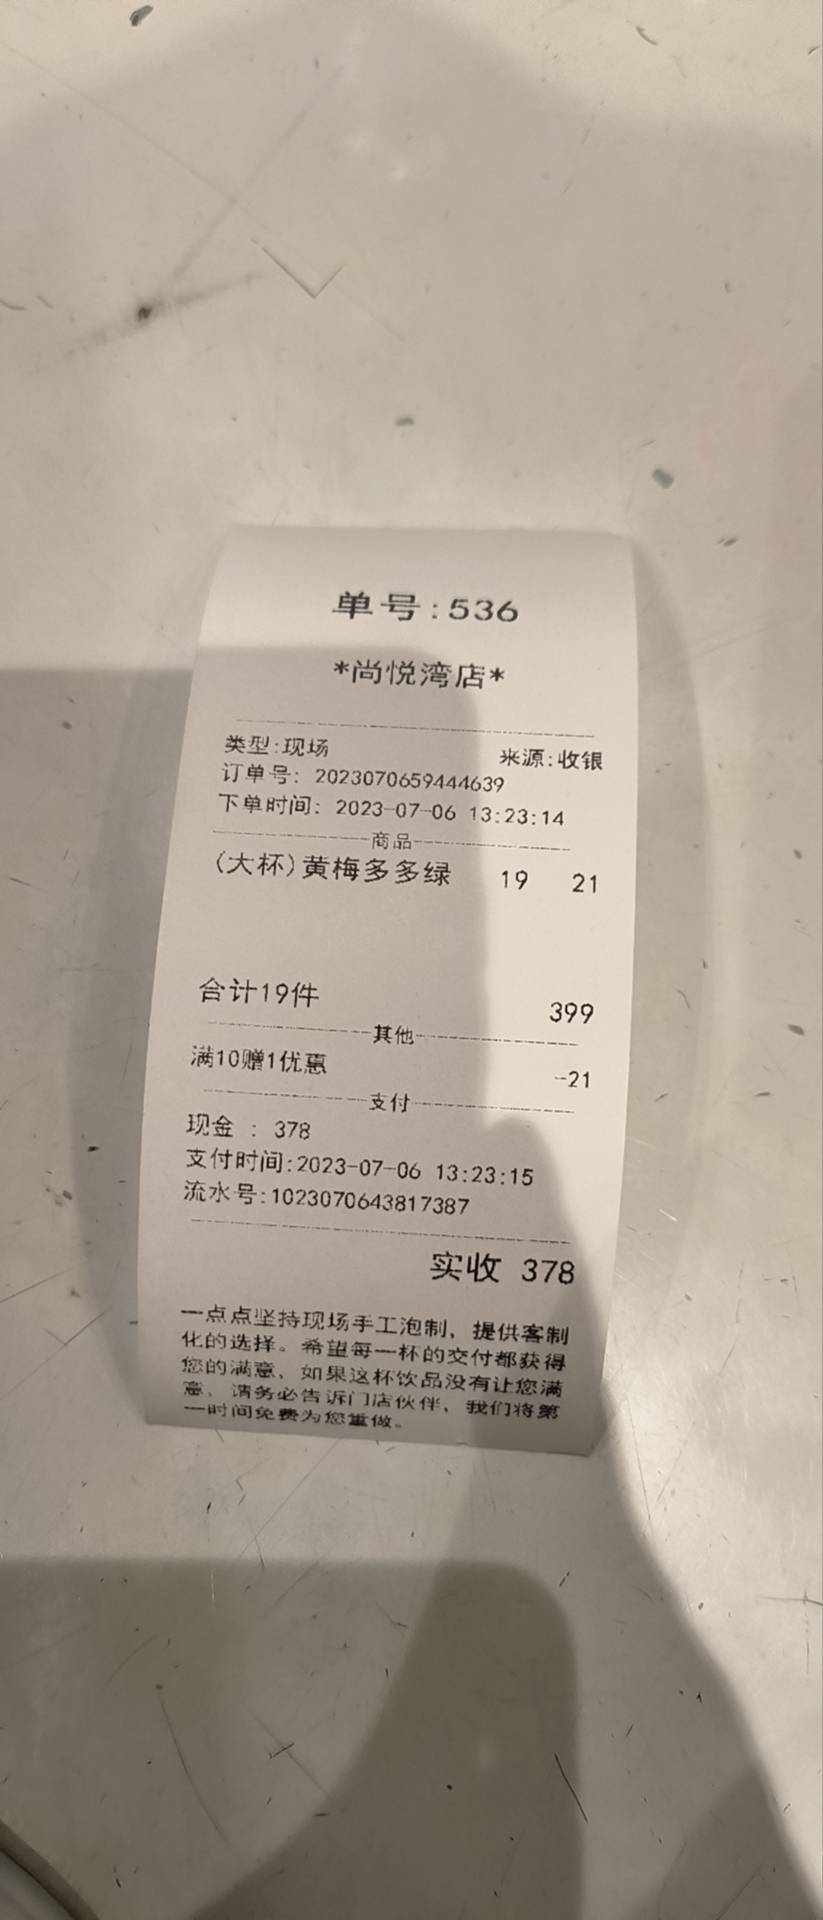 单号:536
*尚悦湾店*
类型:现场 来源:收银
订单号: 2023070659444639
下单时间: 2023-07-06 13:23:14
商品
(大杯)黄梅多多绿 19 21
合计19件 399
其他
满10赠1优惠 -21
支付
现金 : 378
支付时间:2023-07-06 13:23:15
流水号:1023070643817387
实收 378
一点点坚持现场手工泡制，提供客制
化的选择。希望每一杯的交付都获得
您的满意，如果这杯饮品没有让您满
意，请务必告诉门店伙伴，我们将第
一时间免费为您重做。